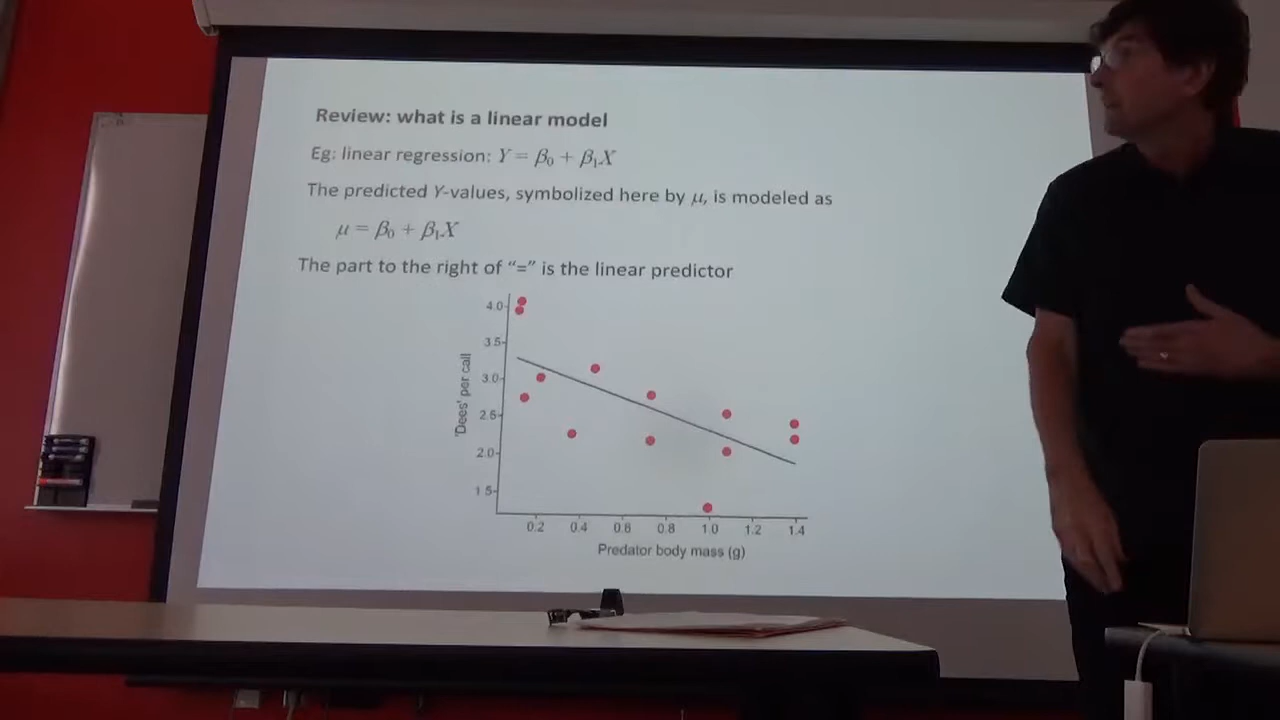 Review: what is a linear model
Eg: linear regression: Y = β₀ + β₁X
The predicted Y-values, symbolized here by μ, is modeled as
μ = β₀ + β₁X
The part to the right of “=” is the linear predictor
4.0
3.5
3.0
2.5
2.0
1.5
'Dees' per call
0.2 0.4 0.6 0.8 1.0 1.2 1.4
Predator body mass (g)